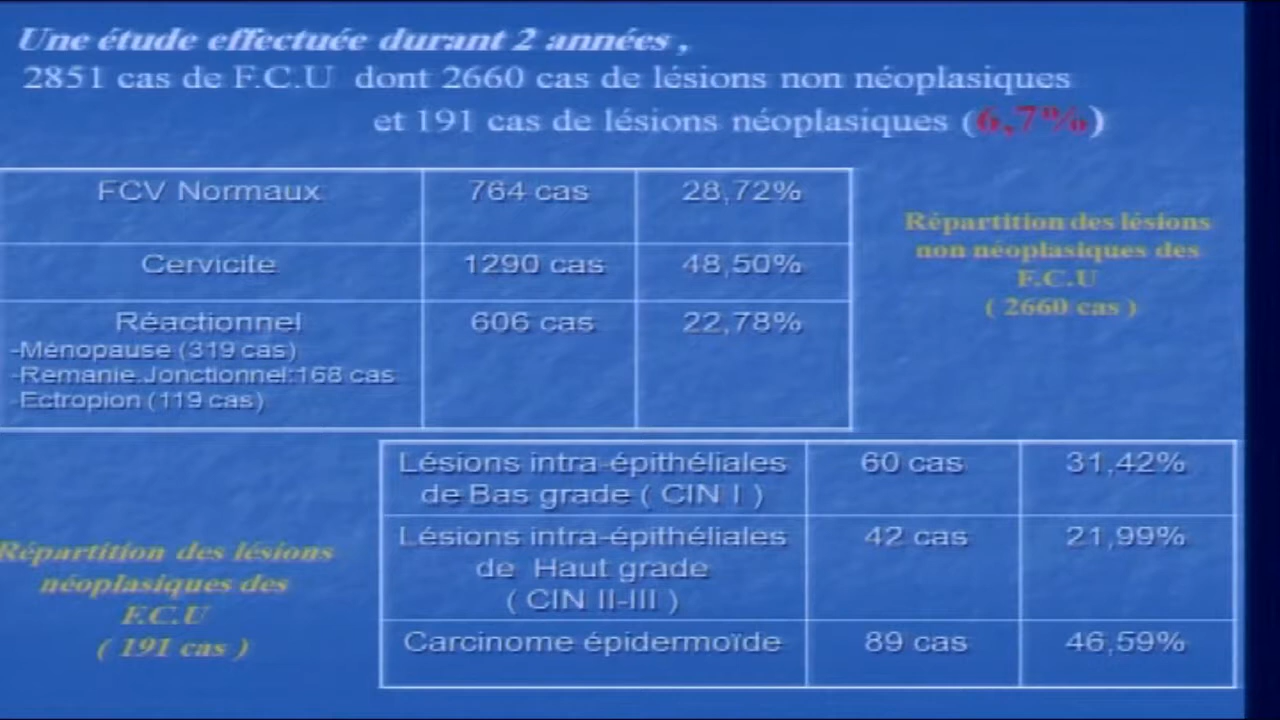 Une étude effectuée durant 2 années ,
2851 cas de F.C.U dont 2660 cas de lésions non néoplasiques
et 191 cas de lésions néoplasiques (6,7%)
FCV Normaux 764 cas 28,72%
Cervicite 1290 cas 48,50%
Réactionnel 606 cas 22,78%
-Ménopause (319 cas)
-Remanie.Jonctionnel:168 cas
-Ectropion (119 cas)
Répartition des lésions
non néoplasiques des
F.C.U
( 2660 cas )
Répartition des lésions
néoplasiques des
F.C.U
( 191 cas )
Lésions intra-épithéliales 60 cas 31,42%
de Bas grade ( CIN I )
Lésions intra-épithéliales 42 cas 21,99%
de Haut grade
( CIN II-III )
Carcinome épidermoïde 89 cas 46,59%